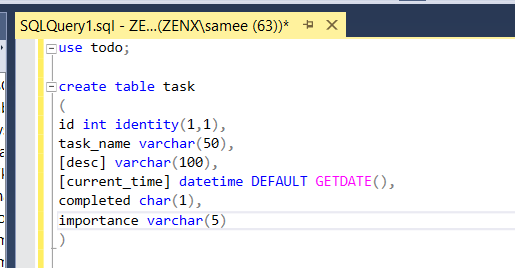 SQLQuery1.sql - ZE...(ZENX\samee (63))*
use todo;
create table task
(
id int identity(1,1),
task_name varchar(50),
[desc] varchar(100),
[current_time] datetime DEFAULT GETDATE(),
completed char(1),
importance varchar(5)
)